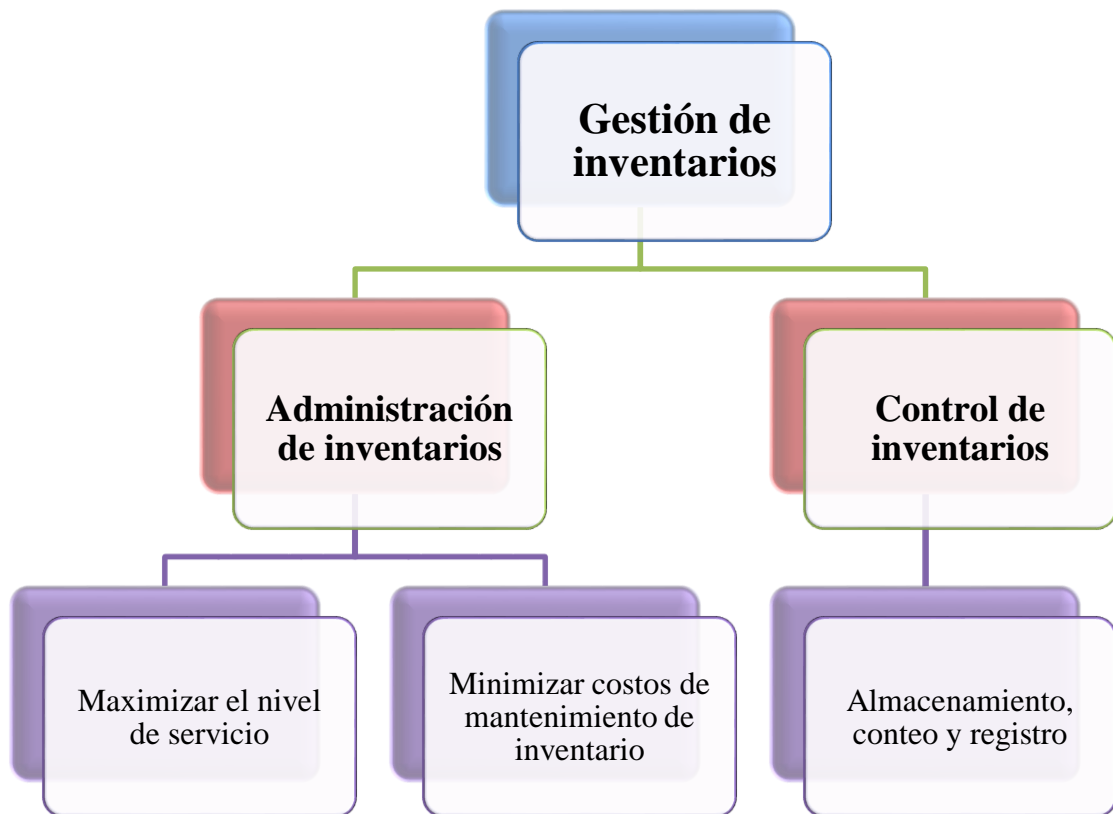 Gestión de
inventarios
Administración
de inventarios
Control de
inventarios
Maximizar el nivel
de servicio
Minimizar costos de
mantenimiento de
inventario
Almacenamiento,
conteo y registro